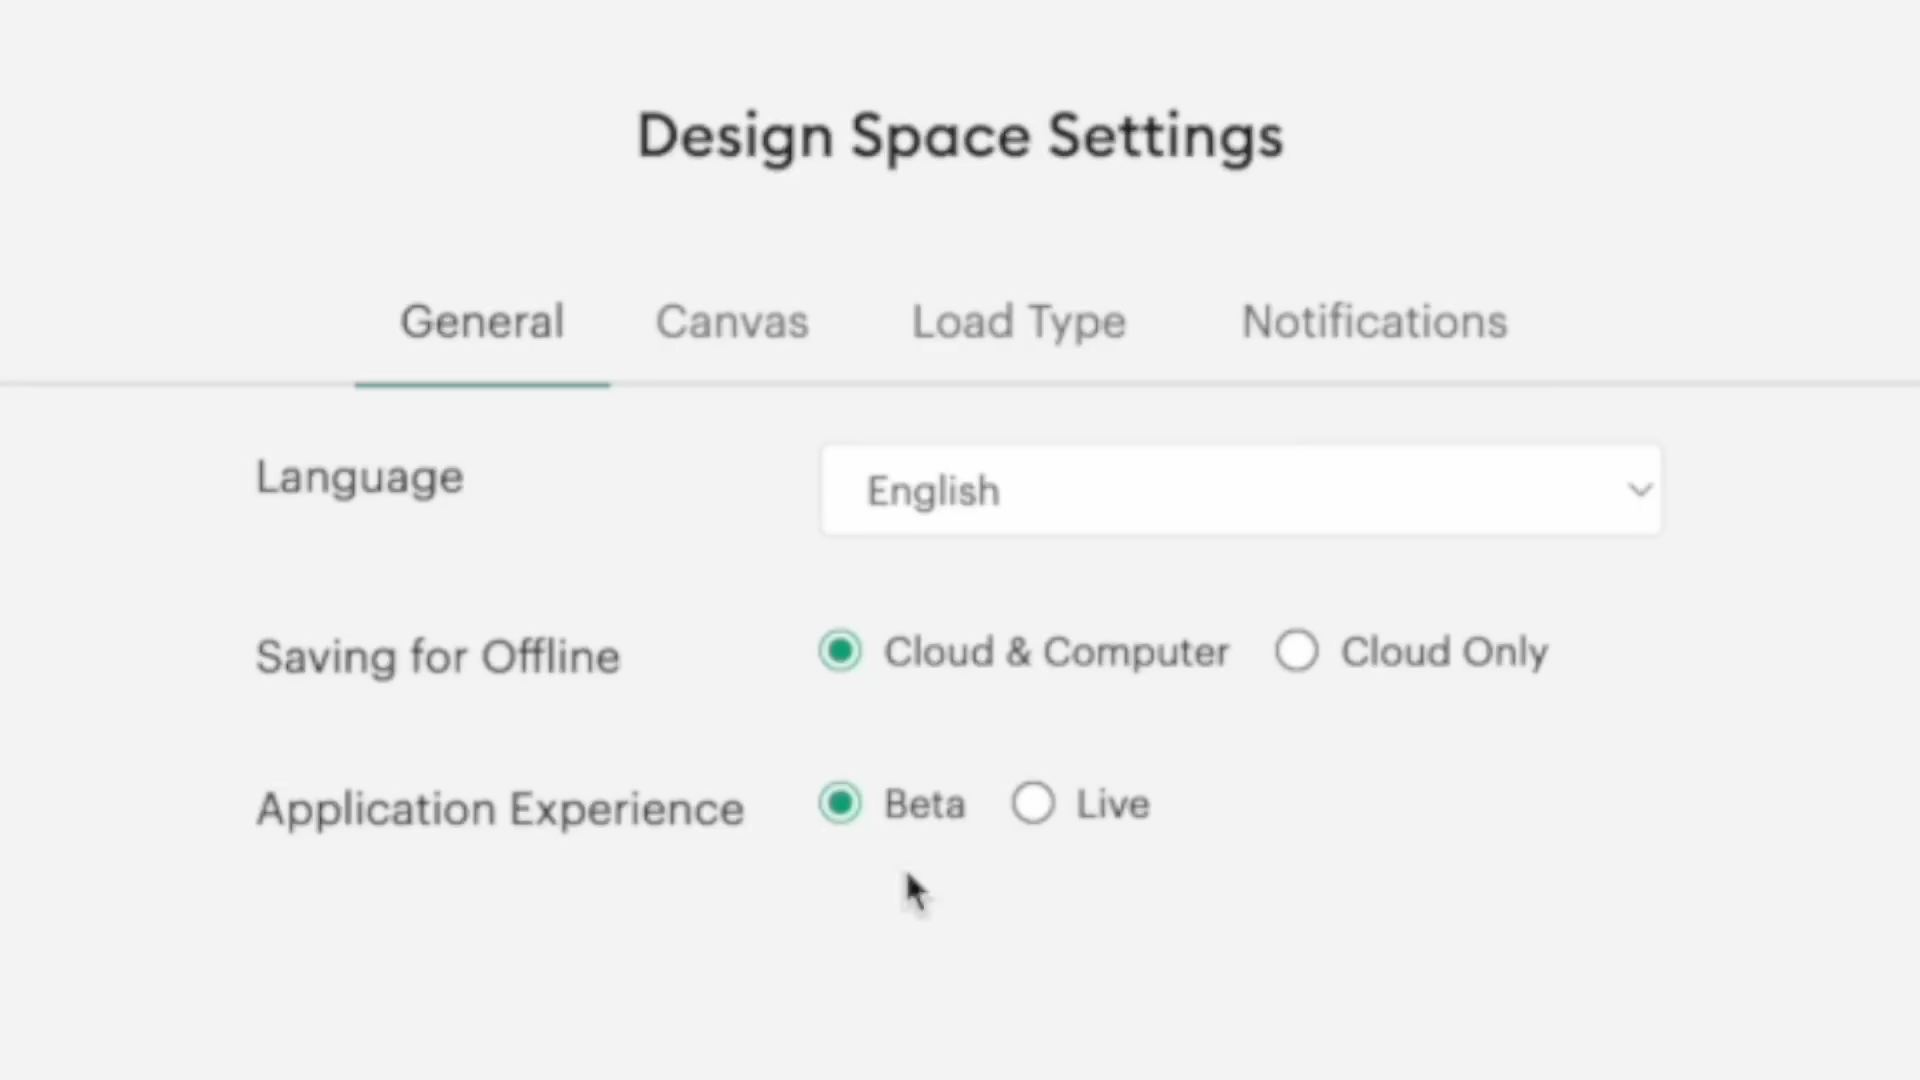 Design Space Settings
General Canvas Load Type Notifications
Language English
Saving for Offline Cloud & Computer Cloud Only
Application Experience Beta Live